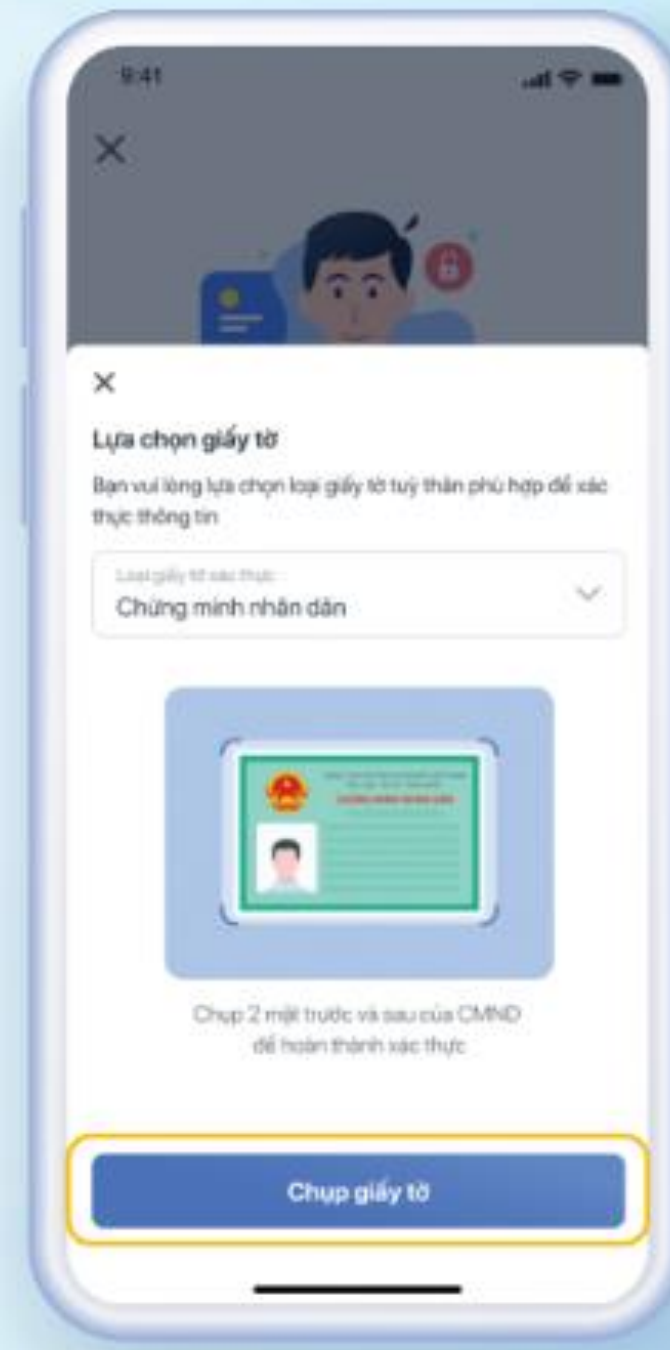 9:41
Lựa chọn giấy tờ
Bạn vui lòng lựa chọn loại giấy tờ tuỳ thân phù hợp để xác
thực thông tin
Loại giấy tờ xác thực
Chứng minh nhân dân
Chụp 2 mặt trước và sau của CMND
để hoàn thành xác thực
Chụp giấy tờ